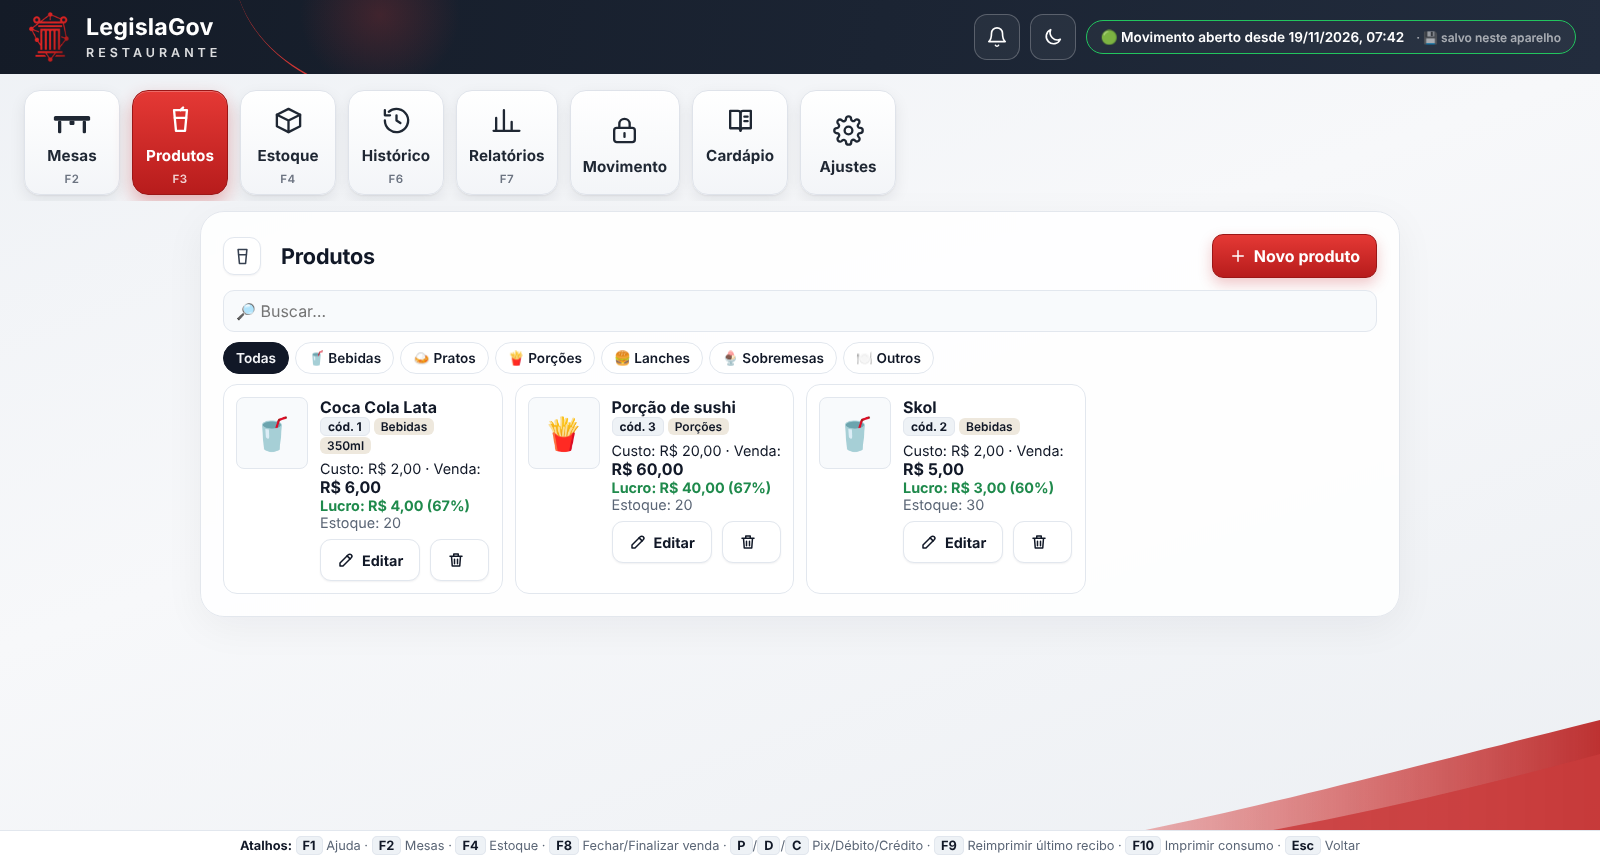 LegislaGov
RESTAURANTE
Movimento aberto desde 19/11/2026, 07:42 · salvo neste aparelho
Mesas
F2
Produtos
F3
Estoque
F4
Histórico
F6
Relatórios
F7
Movimento
Cardápio
Ajustes
Produtos
+ Novo produto
Buscar...
Todas
Bebidas
Pratos
Porções
Lanches
Sobremesas
Outros
Coca Cola Lata
cód. 1 Bebidas
350ml
Custo: R$ 2,00 · Venda:
R$ 6,00
Lucro: R$ 4,00 (67%)
Estoque: 20
Editar
Porção de sushi
cód. 3 Porções
Custo: R$ 20,00 · Venda:
R$ 60,00
Lucro: R$ 40,00 (67%)
Estoque: 20
Editar
Skol
cód. 2 Bebidas
Custo: R$ 2,00 · Venda:
R$ 5,00
Lucro: R$ 3,00 (60%)
Estoque: 30
Editar
Atalhos: F1 Ajuda · F2 Mesas · F4 Estoque · F8 Fechar/Finalizar venda · P / D / C Pix/Débito/Crédito · F9 Reimprimir último recibo · F10 Imprimir consumo · Esc Voltar